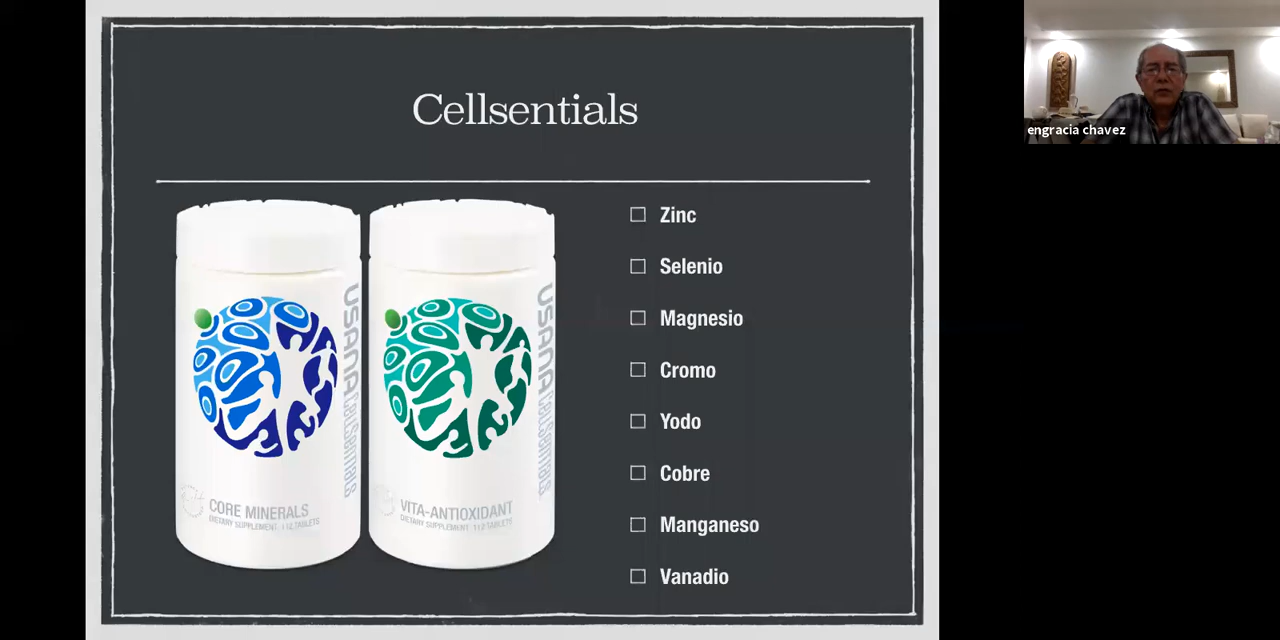 Cellsentials
Zinc
Selenio
Magnesio
Cromo
Yodo
Cobre
Manganeso
Vanadio
USANA
CORE MINERALS
DIETARY SUPPLEMENT 112 TABLETS
USANA
VITA-ANTIOXIDANT
DIETARY SUPPLEMENT 112 TABLETS
engracia chavez